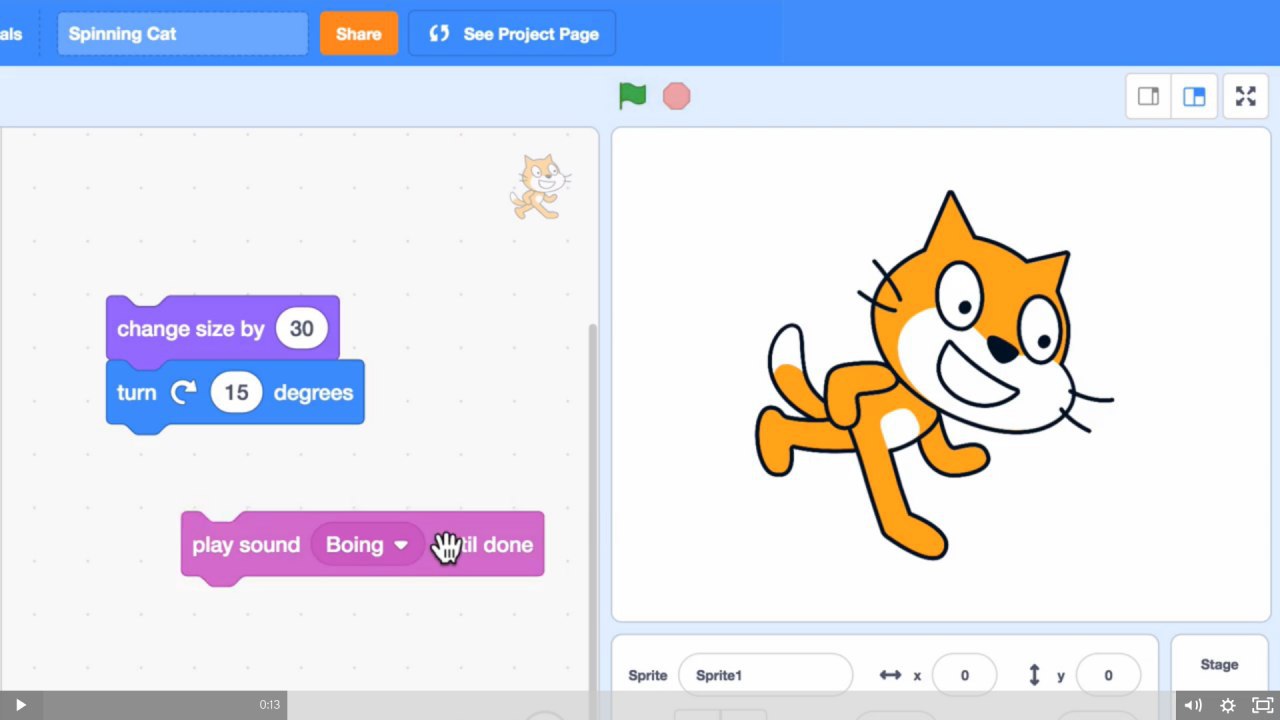 als
Spinning Cat
Share
See Project Page
change size by 30
turn 15 degrees
play sound Boing til done
Sprite Sprite1 x 0 y 0
Stage
0:13